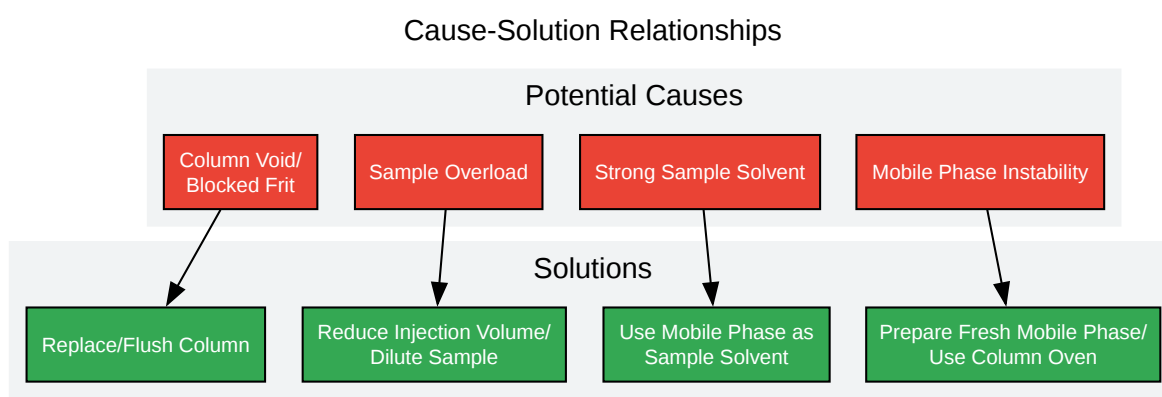 Cause-Solution Relationships
Potential Causes
Column Void/
Blocked Frit
Sample Overload
Strong Sample Solvent
Mobile Phase Instability
Solutions
Replace/Flush Column
Reduce Injection Volume/
Dilute Sample
Use Mobile Phase as
Sample Solvent
Prepare Fresh Mobile Phase/
Use Column Oven